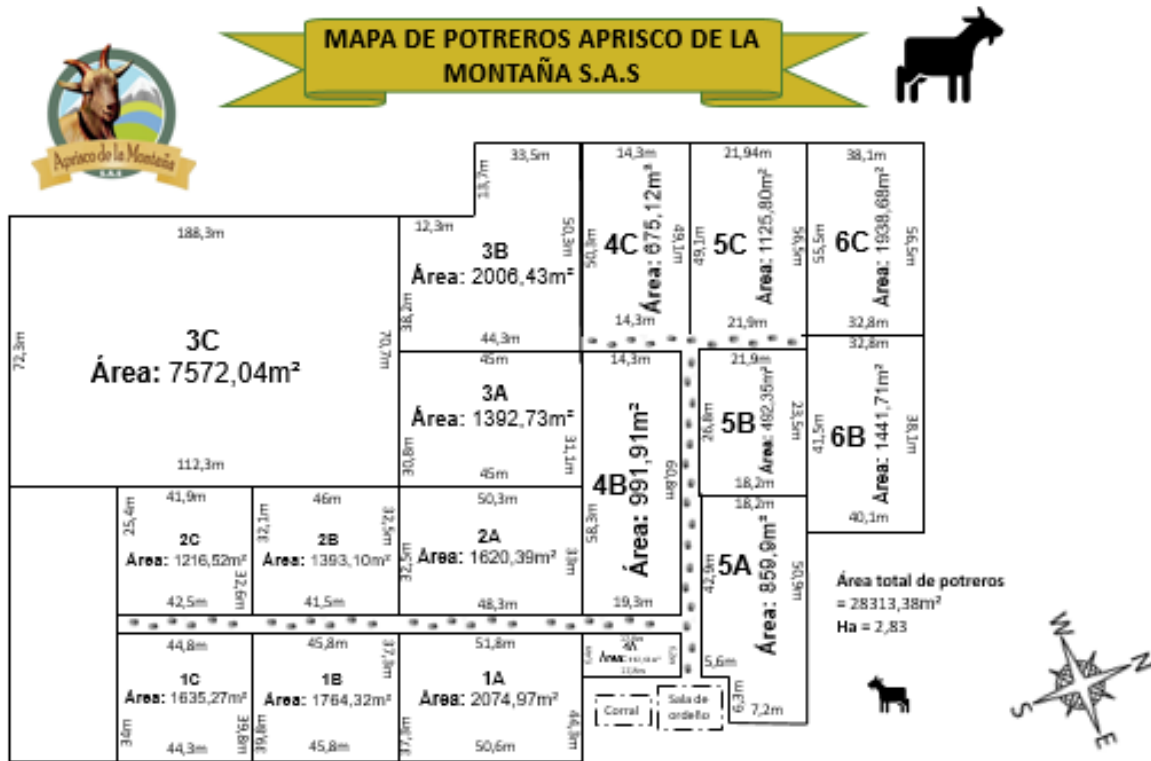 MAPA DE POTREROS APRISCO DE LA
MONTAÑA S.A.S
Aprisco de la Montaña
S.A.S
188,3m
72,3m
3C
Área: 7572,04m²
70,7m
112,3m
33,5m
13,7m
12,3m
50,3m
3B
Área: 2006,43m²
38,2m
44,3m
14,3m
50,3m
4C
Área: 675,12m²
49,1m
14,3m
21,94m
49,1m
5C
Área: 1125,80m²
56,5m
21,9m
38,1m
55,5m
6C
Área: 1938,68m²
56,5m
32,8m
45m
3A
Área: 1392,73m²
30,8m
31,1m
45m
14,3m
4B
Área: 991,91m²
60,8m
58,3m
19,3m
21,9m
26,8m
5B
Área: 492,35m²
23,5m
18,2m
32,8m
41,5m
6B
Área: 1441,71m²
38,1m
40,1m
41,9m
25,4m
2C
Área: 1216,52m²
32,6m
42,5m
46m
32,1m
2B
Área: 1393,10m²
32,5m
41,5m
50,3m
32,5m
2A
Área: 1620,39m²
33m
48,3m
18,2m
42,9m
5A
Área: 859,9m²
50,9m
5,6m
9,3m
7,2m
44,8m
1C
Área: 1635,27m²
34m
39,8m
44,3m
45,8m
37,3m
1B
Área: 1764,32m²
39,8m
45,8m
51,8m
1A
Área: 2074,97m²
37,3m
44,3m
50,6m
4A
Área:
Corral
Sala de
ordeño
Área total de potreros
= 28313,38m²
Ha = 2,83
W
N
S
E